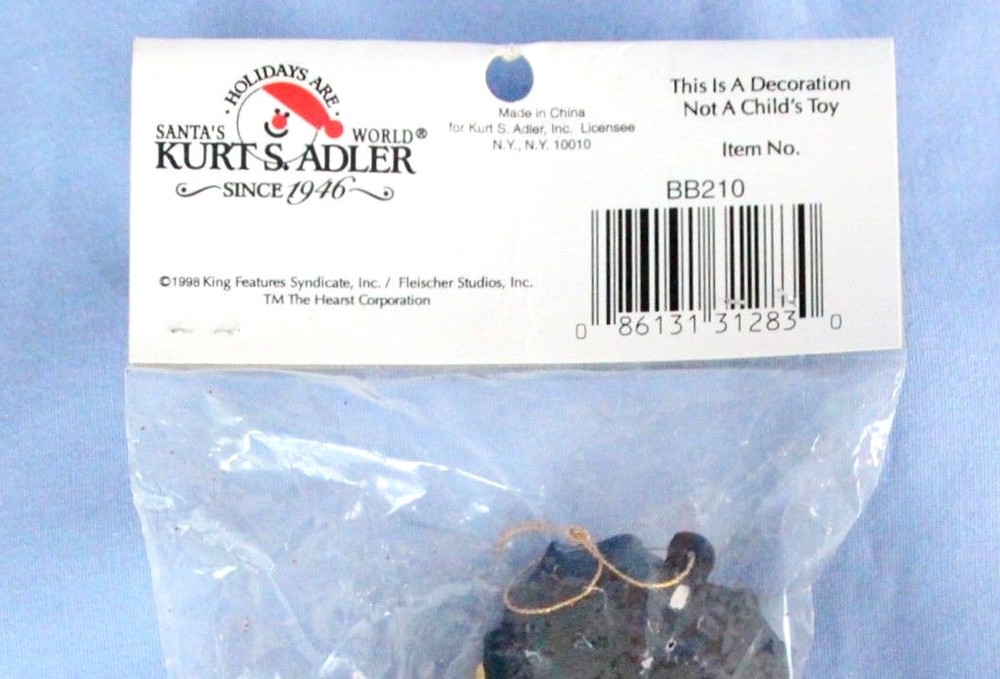 · HOLIDAYS ARE ·
SANTA'S WORLD®
KURT S. ADLER
SINCE 1946
Made in China
for Kurt S. Adler, Inc. Licensee
N.Y., N.Y. 10010
This Is A Decoration
Not A Child's Toy
Item No.
BB210
0 86131 31283 0
©1998 King Features Syndicate, Inc. / Fleischer Studios, Inc.
TM The Hearst Corporation